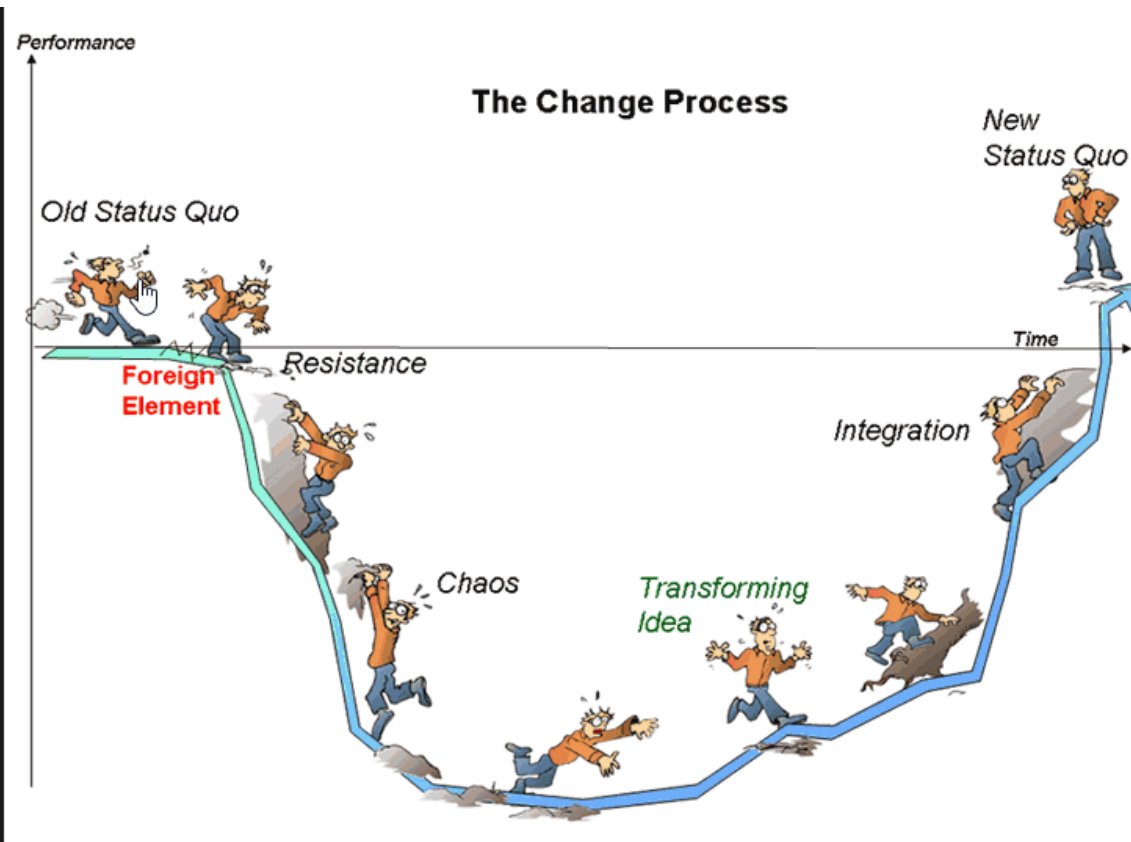 Performance
The Change Process
New
Status Quo
Old Status Quo
Time
Resistance
Foreign
Element
Integration
Chaos
Transforming
Idea